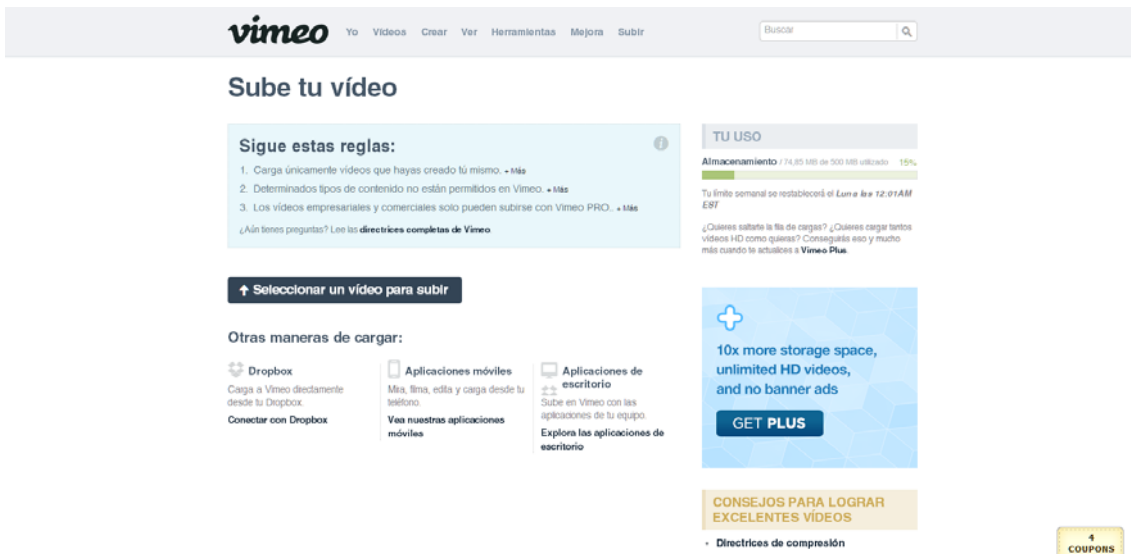 vimeo
Yo Vídeos Crear Ver Herramientas Mejora Subir
Buscar
Sube tu vídeo
Sigue estas reglas:
1. Carga únicamente vídeos que hayas creado tú mismo. + Más
2. Determinados tipos de contenido no están permitidos en Vimeo. + Más
3. Los vídeos empresariales y comerciales solo pueden subirse con Vimeo PRO. + Más
¿Aún tienes preguntas? Lee las directrices completas de Vimeo
Seleccionar un vídeo para subir
Otras maneras de cargar:
Dropbox
Carga a Vimeo directamente
desde tu Dropbox.
Conectar con Dropbox
Aplicaciones móviles
Mira, filma, edita y carga desde tu
teléfono.
Vea nuestras aplicaciones
móviles
Aplicaciones de
escritorio
Sube en Vimeo con las
aplicaciones de tu equipo.
Explora las aplicaciones de
escritorio
TU USO
Almacenamiento / 74,85 MB de 500 MB utilizado 15%
Tu límite semanal se restablecerá el Lun a las 12:01AM
EST
¿Quieres saltarte la fila de cargas? ¿Quieres cargar tantos
vídeos HD como quieras? Conseguirás eso y mucho
más cuando te actualices a Vimeo Plus.
10x more storage space,
unlimited HD videos,
and no banner ads
GET PLUS
CONSEJOS PARA LOGRAR
EXCELENTES VÍDEOS
• Directrices de compresión
4
COUPONS